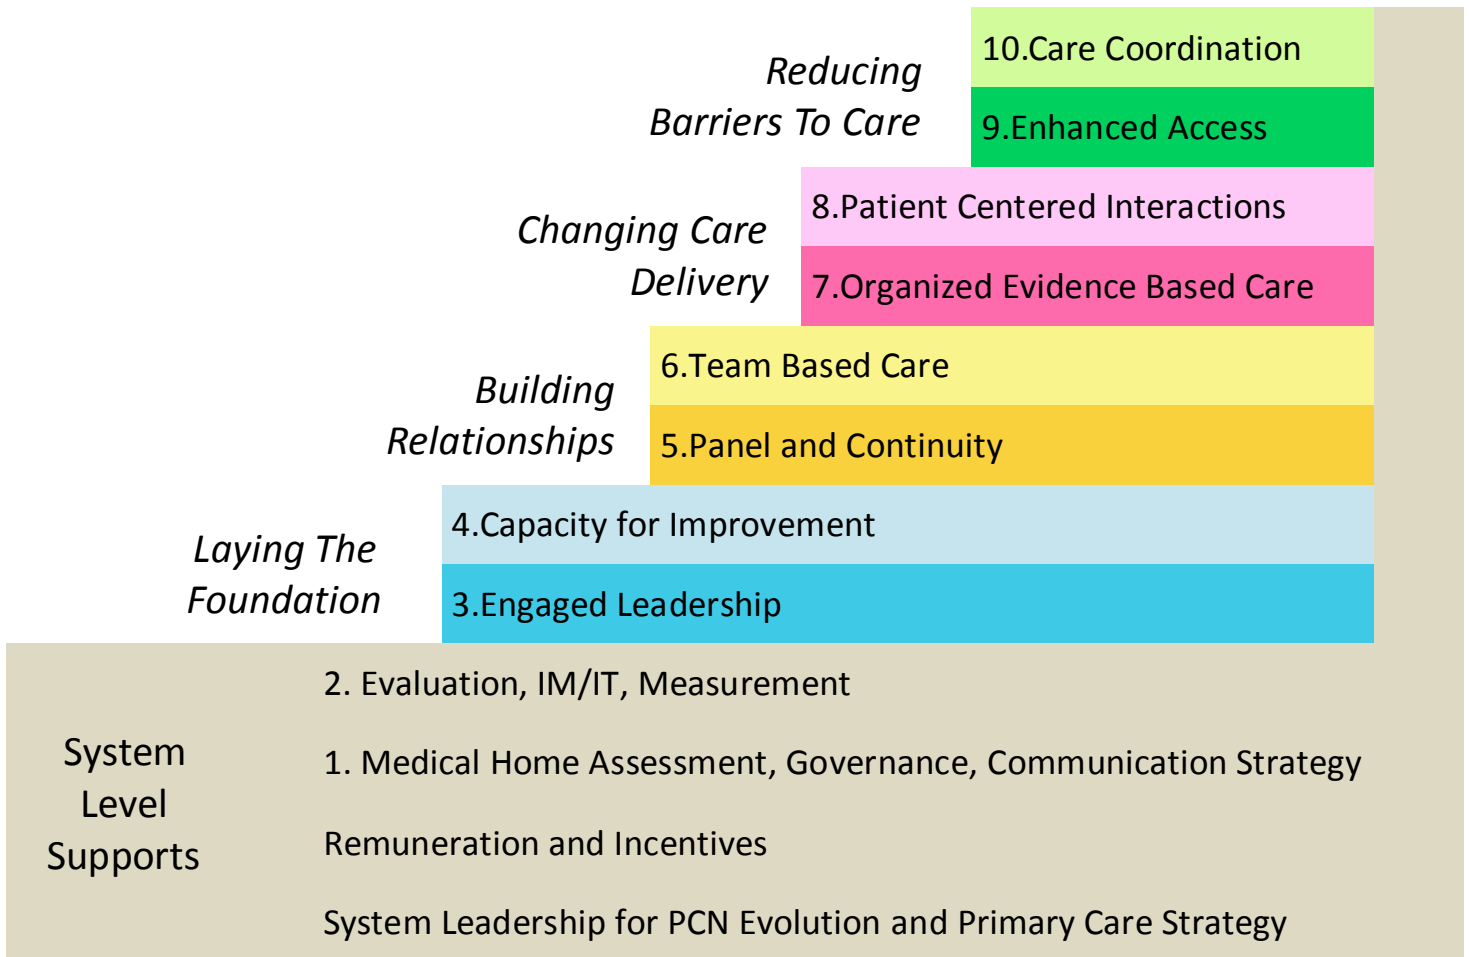 Reducing
Barriers To Care
10.Care Coordination
9.Enhanced Access
Changing Care
Delivery
8.Patient Centered Interactions
7.Organized Evidence Based Care
Building
Relationships
6.Team Based Care
5.Panel and Continuity
Laying The
Foundation
4.Capacity for Improvement
3.Engaged Leadership
System
Level
Supports
2. Evaluation, IM/IT, Measurement
1. Medical Home Assessment, Governance, Communication Strategy
Remuneration and Incentives
System Leadership for PCN Evolution and Primary Care Strategy